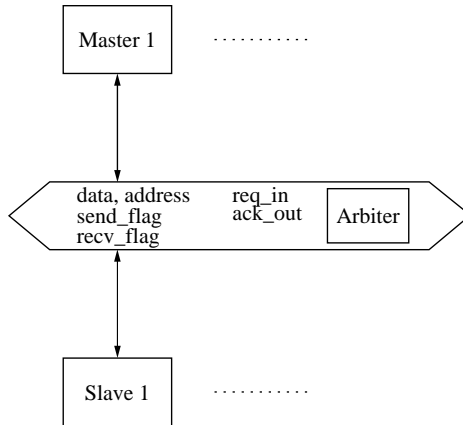 Master 1
data, address
send_flag
recv_flag
req_in
ack_out
Arbiter
Slave 1